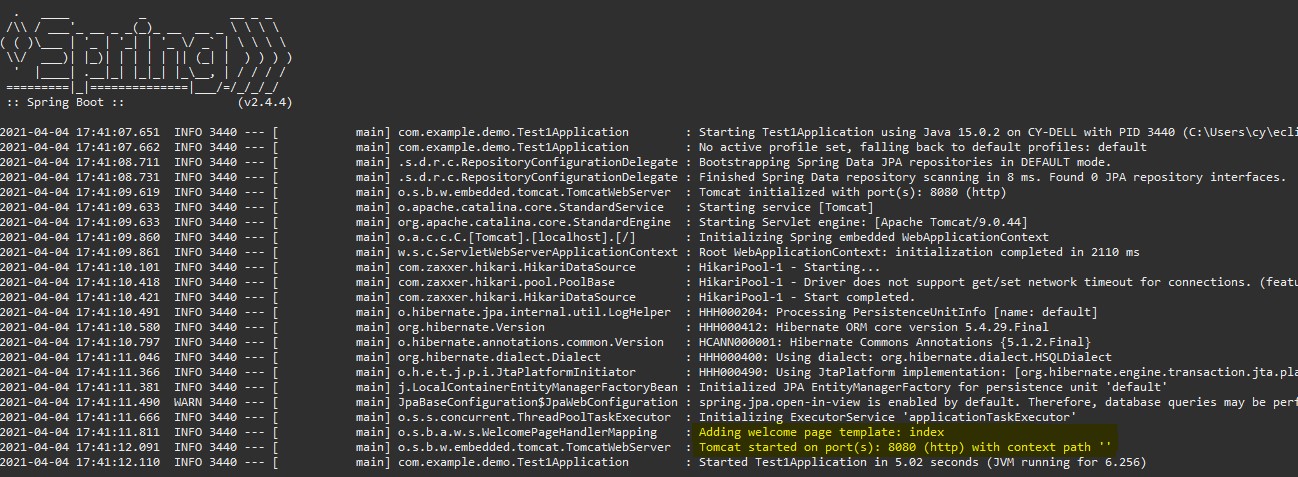 :: Spring Boot ::                (v2.4.4)
2021-04-04 17:41:07.651  INFO 3440 --- [           main] com.example.demo.Test1Application        : Starting Test1Application using Java 15.0.2 on CY-DELL with PID 3440 (C:\Users\cy\ecli
2021-04-04 17:41:07.662  INFO 3440 --- [           main] com.example.demo.Test1Application        : No active profile set, falling back to default profiles: default
2021-04-04 17:41:08.711  INFO 3440 --- [           main] .s.d.r.c.RepositoryConfigurationDelegate : Bootstrapping Spring Data JPA repositories in DEFAULT mode.
2021-04-04 17:41:08.731  INFO 3440 --- [           main] .s.d.r.c.RepositoryConfigurationDelegate : Finished Spring Data repository scanning in 8 ms. Found 0 JPA repository interfaces.
2021-04-04 17:41:09.619  INFO 3440 --- [           main] o.s.b.w.embedded.tomcat.TomcatWebServer  : Tomcat initialized with port(s): 8080 (http)
2021-04-04 17:41:09.633  INFO 3440 --- [           main] o.apache.catalina.core.StandardService   : Starting service [Tomcat]
2021-04-04 17:41:09.633  INFO 3440 --- [           main] org.apache.catalina.core.StandardEngine  : Starting Servlet engine: [Apache Tomcat/9.0.44]
2021-04-04 17:41:09.860  INFO 3440 --- [           main] o.a.c.c.C.[Tomcat].[localhost].[/]       : Initializing Spring embedded WebApplicationContext
2021-04-04 17:41:09.861  INFO 3440 --- [           main] w.s.c.ServletWebServerApplicationContext : Root WebApplicationContext: initialization completed in 2110 ms
2021-04-04 17:41:10.101  INFO 3440 --- [           main] com.zaxxer.hikari.HikariDataSource       : HikariPool-1 - Starting...
2021-04-04 17:41:10.418  INFO 3440 --- [           main] com.zaxxer.hikari.pool.PoolBase          : HikariPool-1 - Driver does not support get/set network timeout for connections. (featu
2021-04-04 17:41:10.421  INFO 3440 --- [           main] com.zaxxer.hikari.HikariDataSource       : HikariPool-1 - Start completed.
2021-04-04 17:41:10.491  INFO 3440 --- [           main] o.hibernate.jpa.internal.util.LogHelper  : HHH000204: Processing PersistenceUnitInfo [name: default]
2021-04-04 17:41:10.580  INFO 3440 --- [           main] org.hibernate.Version                    : HHH000412: Hibernate ORM core version 5.4.29.Final
2021-04-04 17:41:10.797  INFO 3440 --- [           main] o.hibernate.annotations.common.Version   : HCANN000001: Hibernate Commons Annotations {5.1.2.Final}
2021-04-04 17:41:11.046  INFO 3440 --- [           main] org.hibernate.dialect.Dialect            : HHH000400: Using dialect: org.hibernate.dialect.HSQLDialect
2021-04-04 17:41:11.366  INFO 3440 --- [           main] o.h.e.t.j.p.i.JtaPlatformInitiator       : HHH000490: Using JtaPlatform implementation: [org.hibernate.engine.transaction.jta.pla
2021-04-04 17:41:11.381  INFO 3440 --- [           main] j.LocalContainerEntityManagerFactoryBean : Initialized JPA EntityManagerFactory for persistence unit 'default'
2021-04-04 17:41:11.490  WARN 3440 --- [           main] JpaBaseConfiguration$JpaWebConfiguration : spring.jpa.open-in-view is enabled by default. Therefore, database queries may be perf
2021-04-04 17:41:11.666  INFO 3440 --- [           main] o.s.s.concurrent.ThreadPoolTaskExecutor  : Initializing ExecutorService 'applicationTaskExecutor'
2021-04-04 17:41:11.811  INFO 3440 --- [           main] o.s.b.a.w.s.WelcomePageHandlerMapping    : Adding welcome page template: index
2021-04-04 17:41:12.091  INFO 3440 --- [           main] o.s.b.w.embedded.tomcat.TomcatWebServer  : Tomcat started on port(s): 8080 (http) with context path ''
2021-04-04 17:41:12.110  INFO 3440 --- [           main] com.example.demo.Test1Application        : Started Test1Application in 5.02 seconds (JVM running for 6.256)